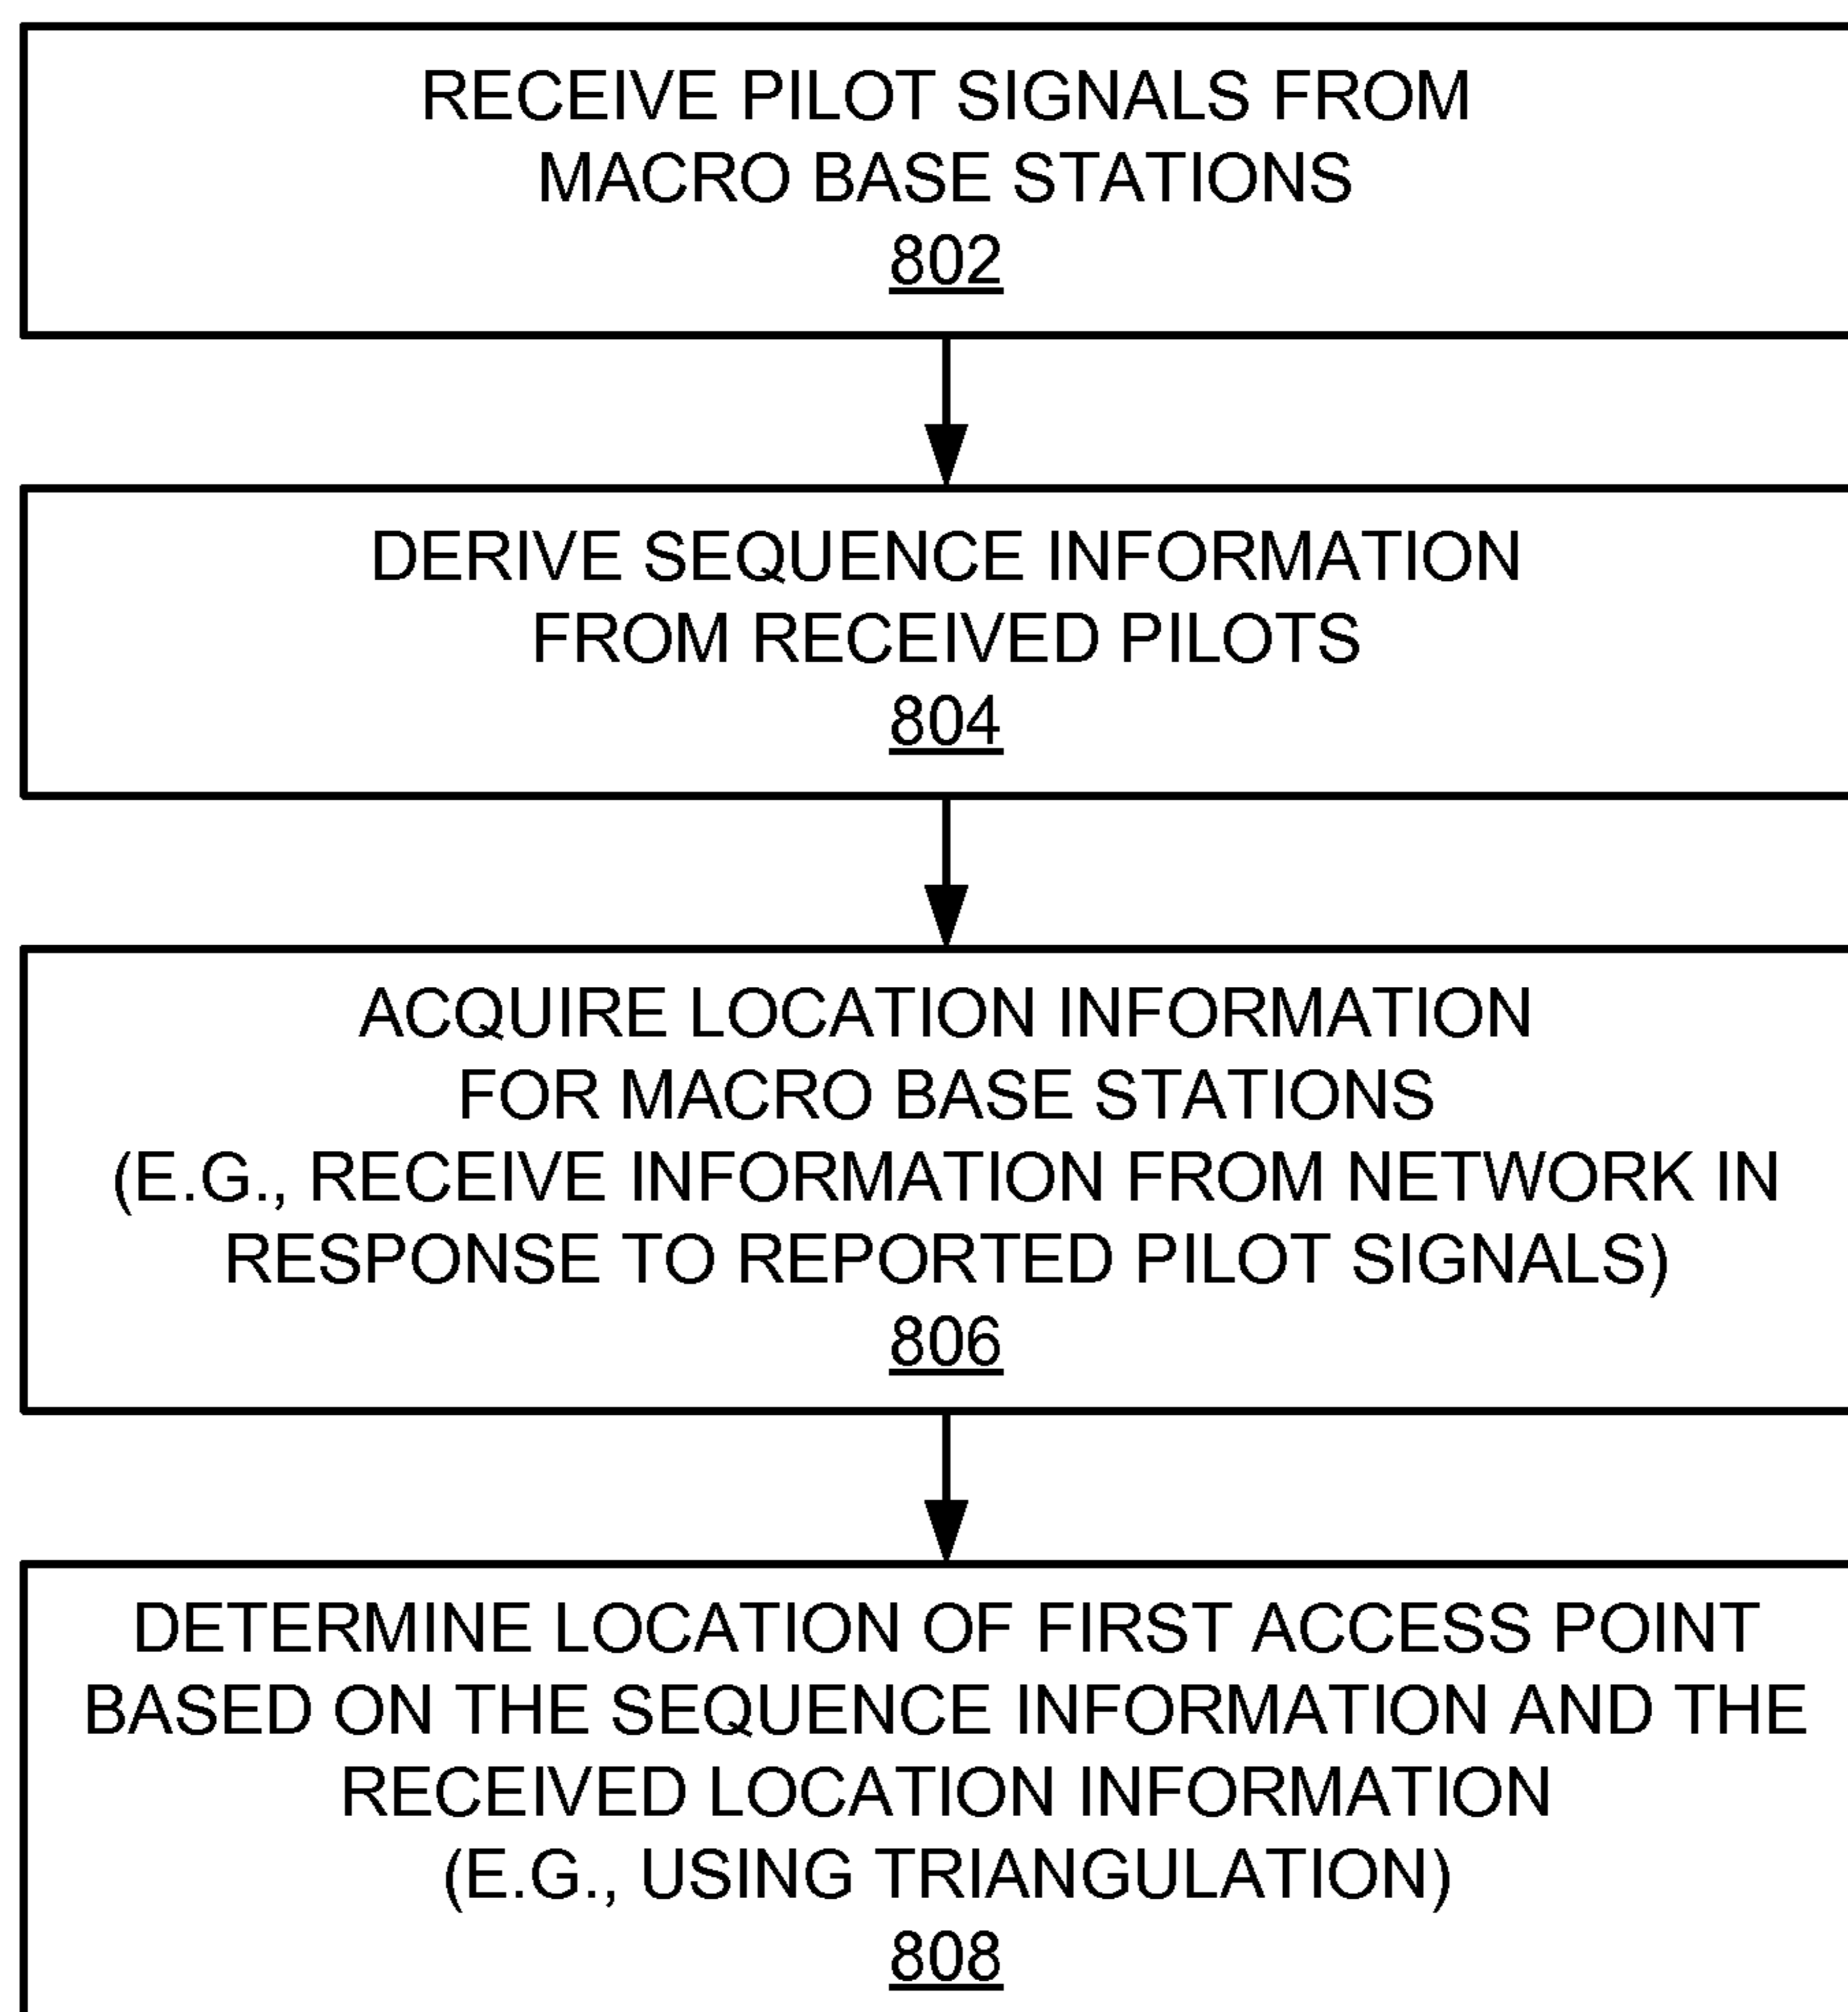 RECEIVE PILOT SIGNALS FROM
MACRO BASE STATIONS
802
DERIVE SEQUENCE INFORMATION
FROM RECEIVED PILOTS
804
ACQUIRE LOCATION INFORMATION
FOR MACRO BASE STATIONS
(E.G., RECEIVE INFORMATION FROM NETWORK IN
RESPONSE TO REPORTED PILOT SIGNALS)
806
DETERMINE LOCATION OF FIRST ACCESS POINT
BASED ON THE SEQUENCE INFORMATION AND THE
RECEIVED LOCATION INFORMATION
(E.G., USING TRIANGULATION)
808